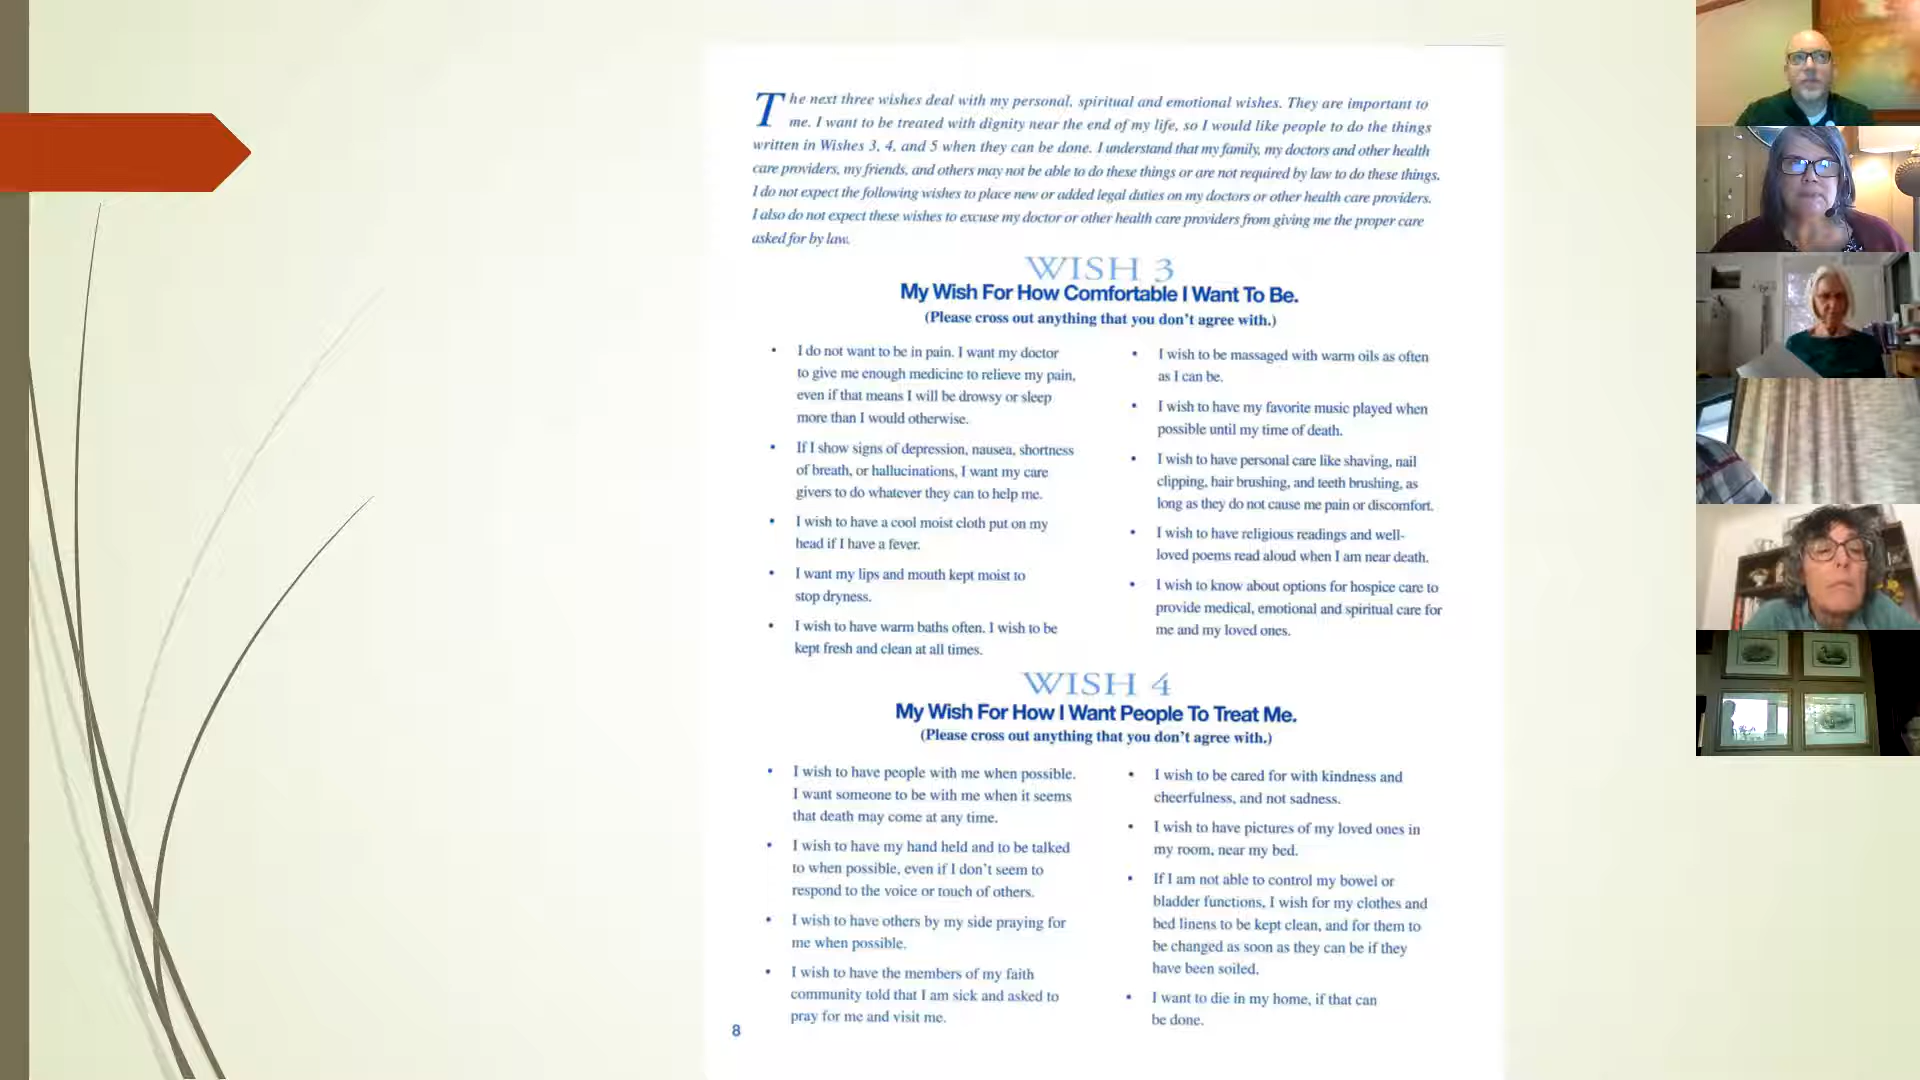 The next three wishes deal with my personal, spiritual and emotional wishes. They are important to
me. I want to be treated with dignity near the end of my life, so I would like people to do the things
written in Wishes 3, 4, and 5 when they can be done. I understand that my family, my doctors and other health
care providers, my friends, and others may not be able to do these things or are not required by law to do these things.
I do not expect the following wishes to place new or added legal duties on my doctors or other health care providers.
I also do not expect these wishes to excuse my doctor or other health care providers from giving me the proper care
asked for by law.
WISH 3
My Wish For How Comfortable I Want To Be.
(Please cross out anything that you don't agree with.)
• I do not want to be in pain. I want my doctor
to give me enough medicine to relieve my pain,
even if that means I will be drowsy or sleep
more than I would otherwise.
• If I show signs of depression, nausea, shortness
of breath, or hallucinations, I want my care
givers to do whatever they can to help me.
• I wish to have a cool moist cloth put on my
head if I have a fever.
• I want my lips and mouth kept moist to
stop dryness.
• I wish to have warm baths often. I wish to be
kept fresh and clean at all times.
• I wish to be massaged with warm oils as often
as I can be.
• I wish to have my favorite music played when
possible until my time of death.
• I wish to have personal care like shaving, nail
clipping, hair brushing, and teeth brushing, as
long as they do not cause me pain or discomfort.
• I wish to have religious readings and well-
loved poems read aloud when I am near death.
• I wish to know about options for hospice care to
provide medical, emotional and spiritual care for
me and my loved ones.
WISH 4
My Wish For How I Want People To Treat Me.
(Please cross out anything that you don't agree with.)
• I wish to have people with me when possible.
I want someone to be with me when it seems
that death may come at any time.
• I wish to have my hand held and to be talked
to when possible, even if I don't seem to
respond to the voice or touch of others.
• I wish to have others by my side praying for
me when possible.
• I wish to have the members of my faith
community told that I am sick and asked to
pray for me and visit me.
• I wish to be cared for with kindness and
cheerfulness, and not sadness.
• I wish to have pictures of my loved ones in
my room, near my bed.
• If I am not able to control my bowel or
bladder functions, I wish for my clothes and
bed linens to be kept clean, and for them to
be changed as soon as they can be if they
have been soiled.
• I want to die in my home, if that can
be done.
8